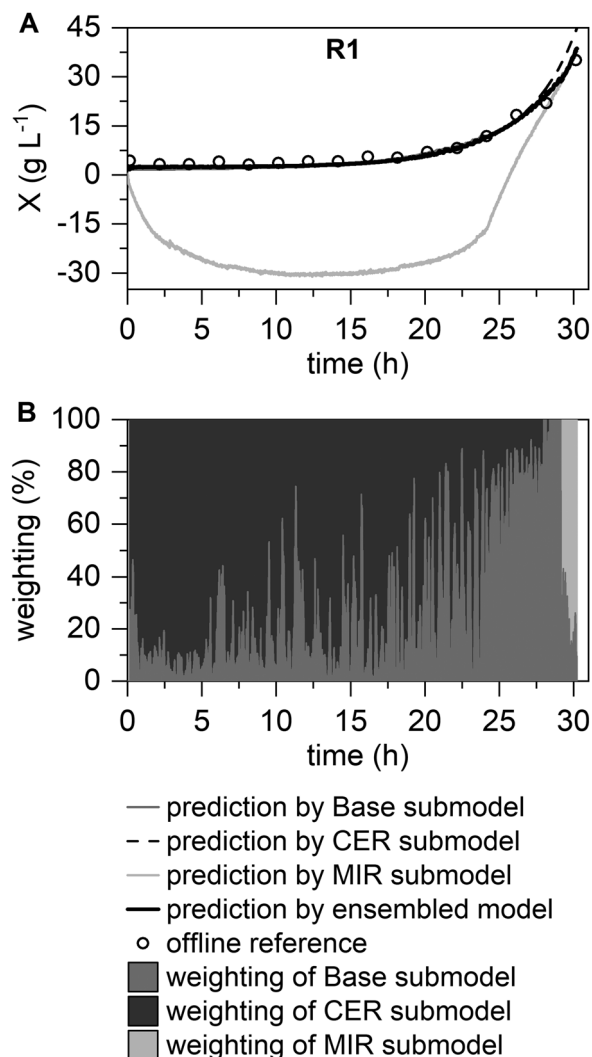 A
R1
45
30
15
0
-15
-30
X (g L⁻¹)
0 5 10 15 20 25 30
time (h)
B
100
80
60
40
20
0
weighting (%)
0 5 10 15 20 25 30
time (h)
prediction by Base submodel
prediction by CER submodel
prediction by MIR submodel
prediction by ensembled model
offline reference
weighting of Base submodel
weighting of CER submodel
weighting of MIR submodel